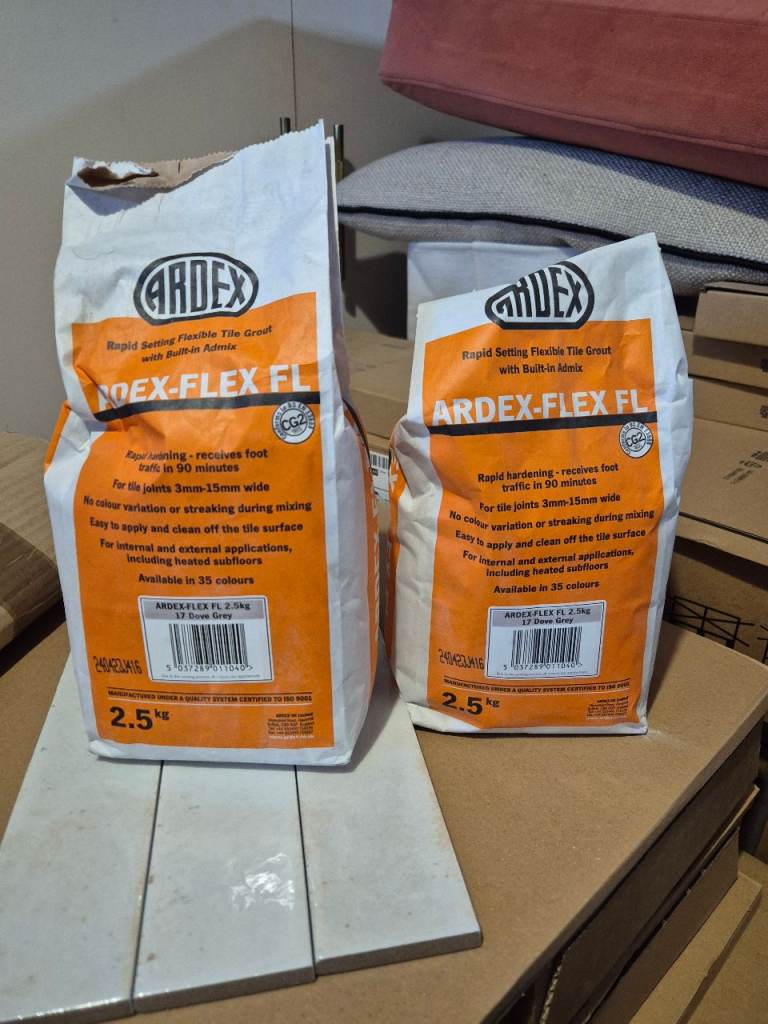 ARDEX
Rapid Setting Flexible Tile Grout
with Built-in Admix
RDEX-FLEX FL
CG2
Rapid hardening - receives foot
traffic in 90 minutes
For tile joints 3mm-15mm wide
No colour variation or streaking during mixing
Easy to apply and clean off the tile surface
For internal and external applications,
including heated subfloors
Available in 35 colours
ARDEX-FLEX FL 2.5kg
17 Dove Grey
5 037289 011040 >
MANUFACTURED UNDER A QUALITY SYSTEM CERTIFIED TO ISO 9001
2.5kg
ARDEX
Rapid Setting Flexible Tile Grout
with Built-in Admix
ARDEX-FLEX FL
CG2
Rapid hardening - receives foot
traffic in 90 minutes
For tile joints 3mm-15mm wide
No colour variation or streaking during mixing
Easy to apply and clean off the tile surface
For internal and external applications,
including heated subfloors
Available in 35 colours
ARDEX-FLEX FL 2.5kg
17 Dove Grey
5 037289 011040 >
MANUFACTURED UNDER A QUALITY SYSTEM CERTIFIED TO ISO 9001
2.5kg